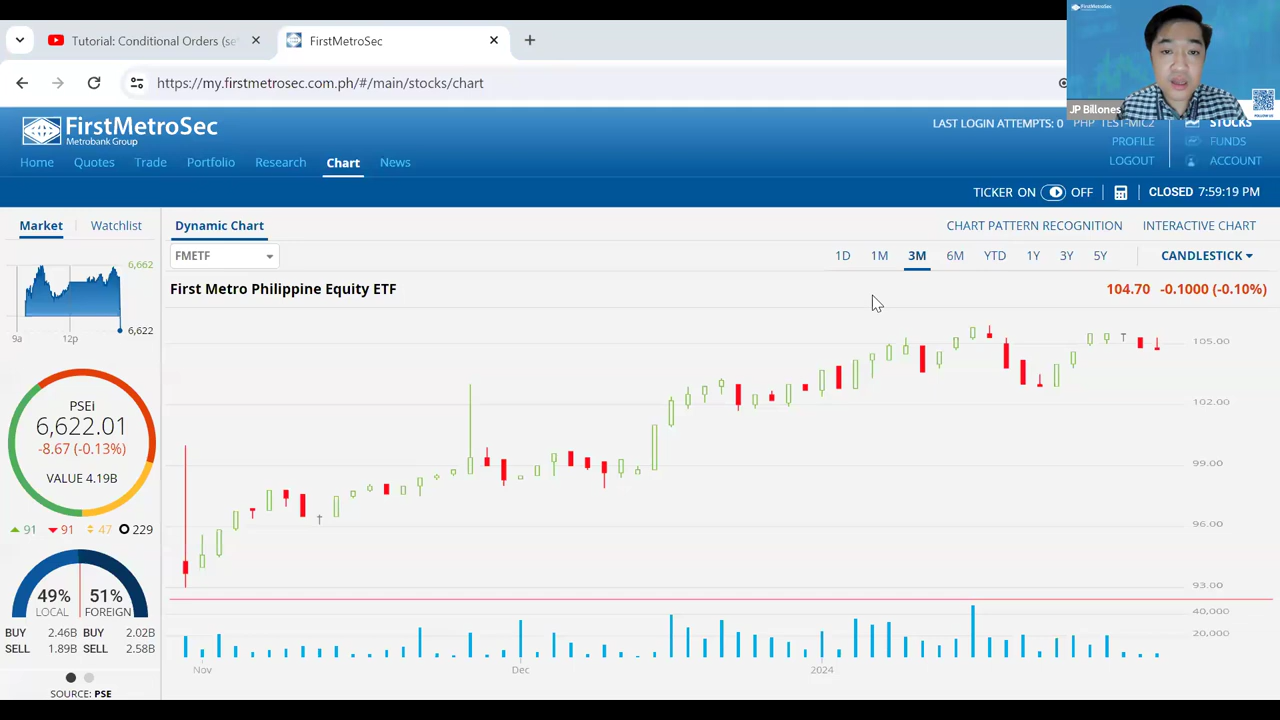 Tutorial: Conditional Orders (se
FirstMetroSec
https://my.firstmetrosec.com.ph/#/main/stocks/chart
FirstMetroSec
JP Billones
FOLLOW US
FirstMetroSec
Metrobank Group
LAST LOGIN ATTEMPTS: 0
PHP TEST-MIC2
STOCKS
PROFILE
FUNDS
LOGOUT
ACCOUNT
Home
Quotes
Trade
Portfolio
Research
Chart
News
TICKER ON
OFF
CLOSED 7:59:19 PM
Market
Watchlist
Dynamic Chart
CHART PATTERN RECOGNITION
INTERACTIVE CHART
FMETF
1D
1M
3M
6M
YTD
1Y
3Y
5Y
CANDLESTICK
First Metro Philippine Equity ETF
104.70
-0.1000 (-0.10%)
6,662
6,622
9a
12p
PSEi
6,622.01
-8.67 (-0.13%)
VALUE 4.19B
91
91
47
229
49%
LOCAL
51%
FOREIGN
BUY 2.46B BUY 2.02B
SELL 1.89B SELL 2.58B
SOURCE: PSE
105.00
102.00
99.00
96.00
93.00
40,000
20,000
Nov
Dec
2024